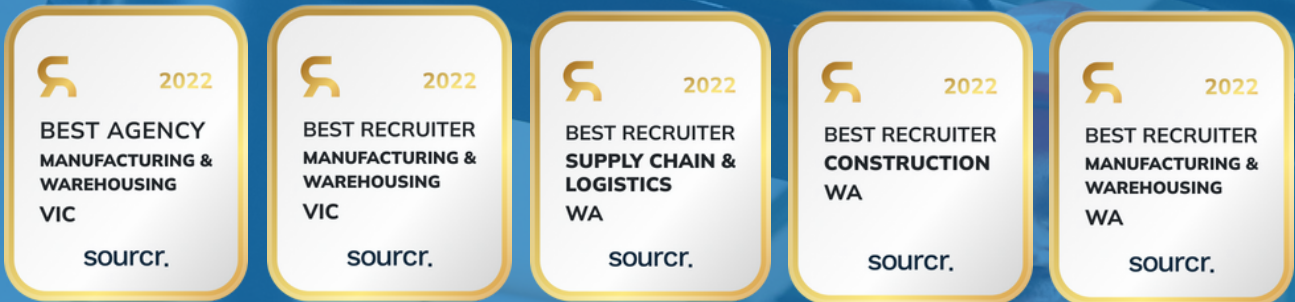 2022
BEST AGENCY
MANUFACTURING &
WAREHOUSING
VIC
sourcr.
2022
BEST RECRUITER
MANUFACTURING &
WAREHOUSING
VIC
sourcr.
2022
BEST RECRUITER
SUPPLY CHAIN &
LOGISTICS
WA
sourcr.
2022
BEST RECRUITER
CONSTRUCTION
WA
sourcr.
2022
BEST RECRUITER
MANUFACTURING &
WAREHOUSING
WA
sourcr.